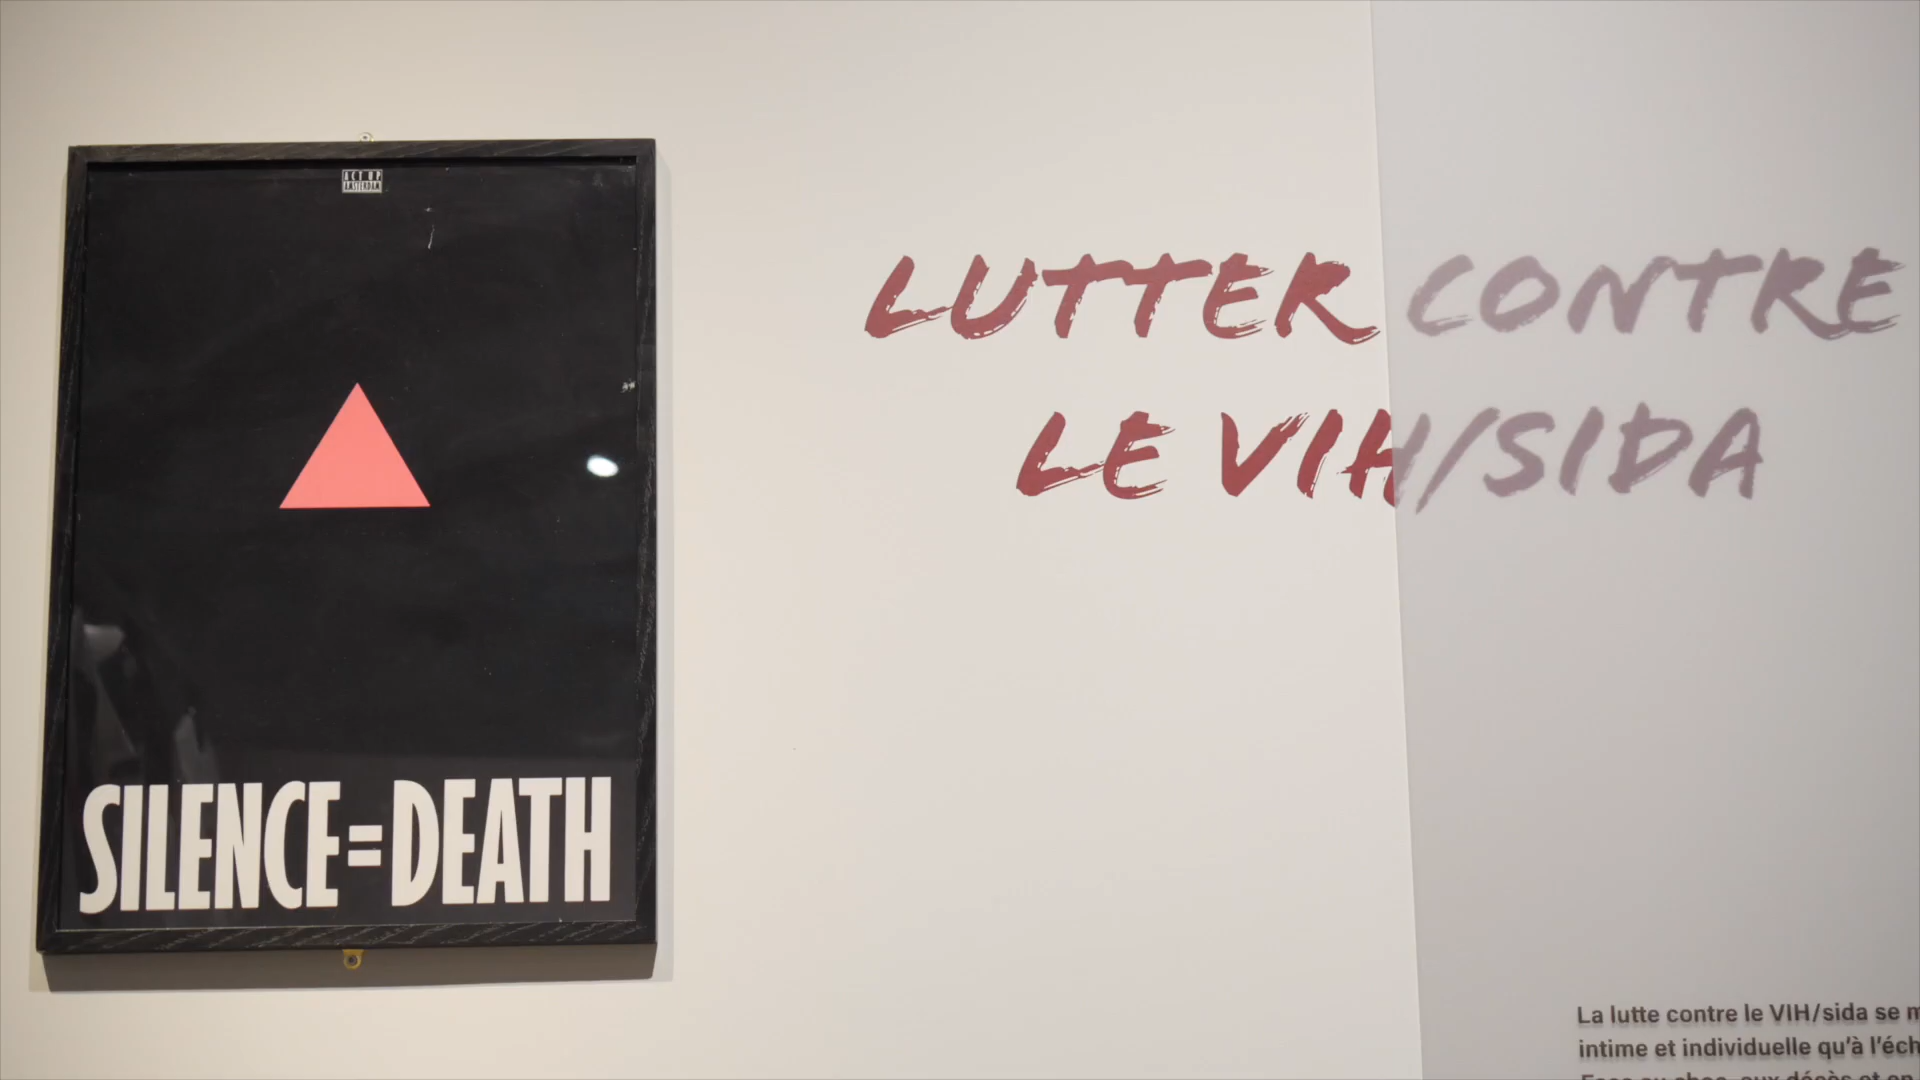 ACT UP
AMSTERDAM
SILENCE=DEATH
LUTTER CONTRE
LE VIH/SIDA
La lutte contre le VIH/sida se m
intime et individuelle qu'à l'éch